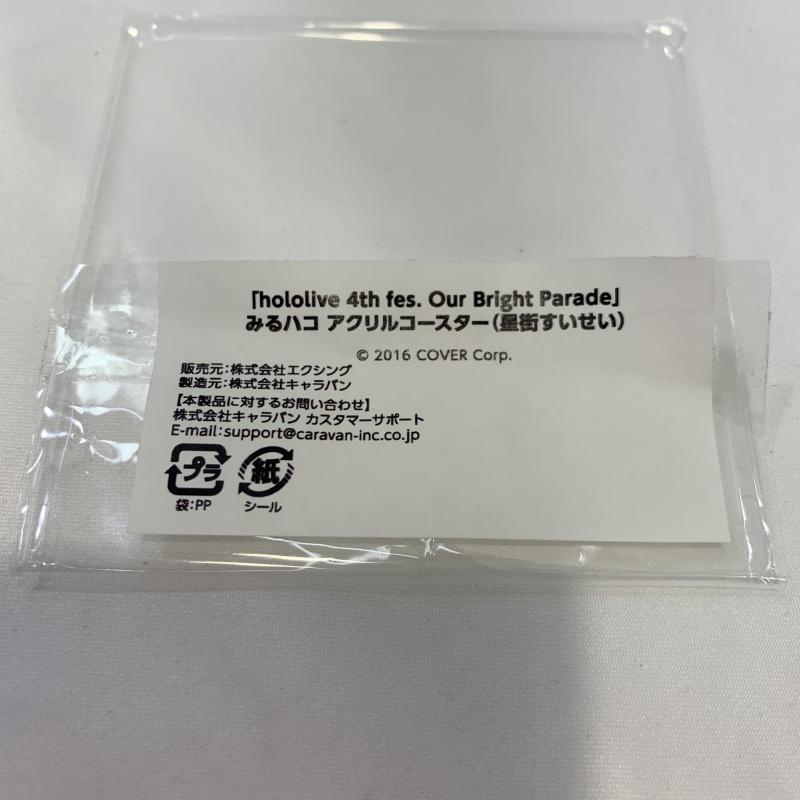 「hololive 4th fes. Our Bright Parade」
みるハコ アクリルコースター(星街すいせい)
© 2016 COVER Corp.
販売元:株式会社エクシング
製造元:株式会社キャラバン
【本製品に対するお問い合わせ】
株式会社キャラバン カスタマーサポート
E-mail:support@caravan-inc.co.jp
プラ 紙
袋:PP シール